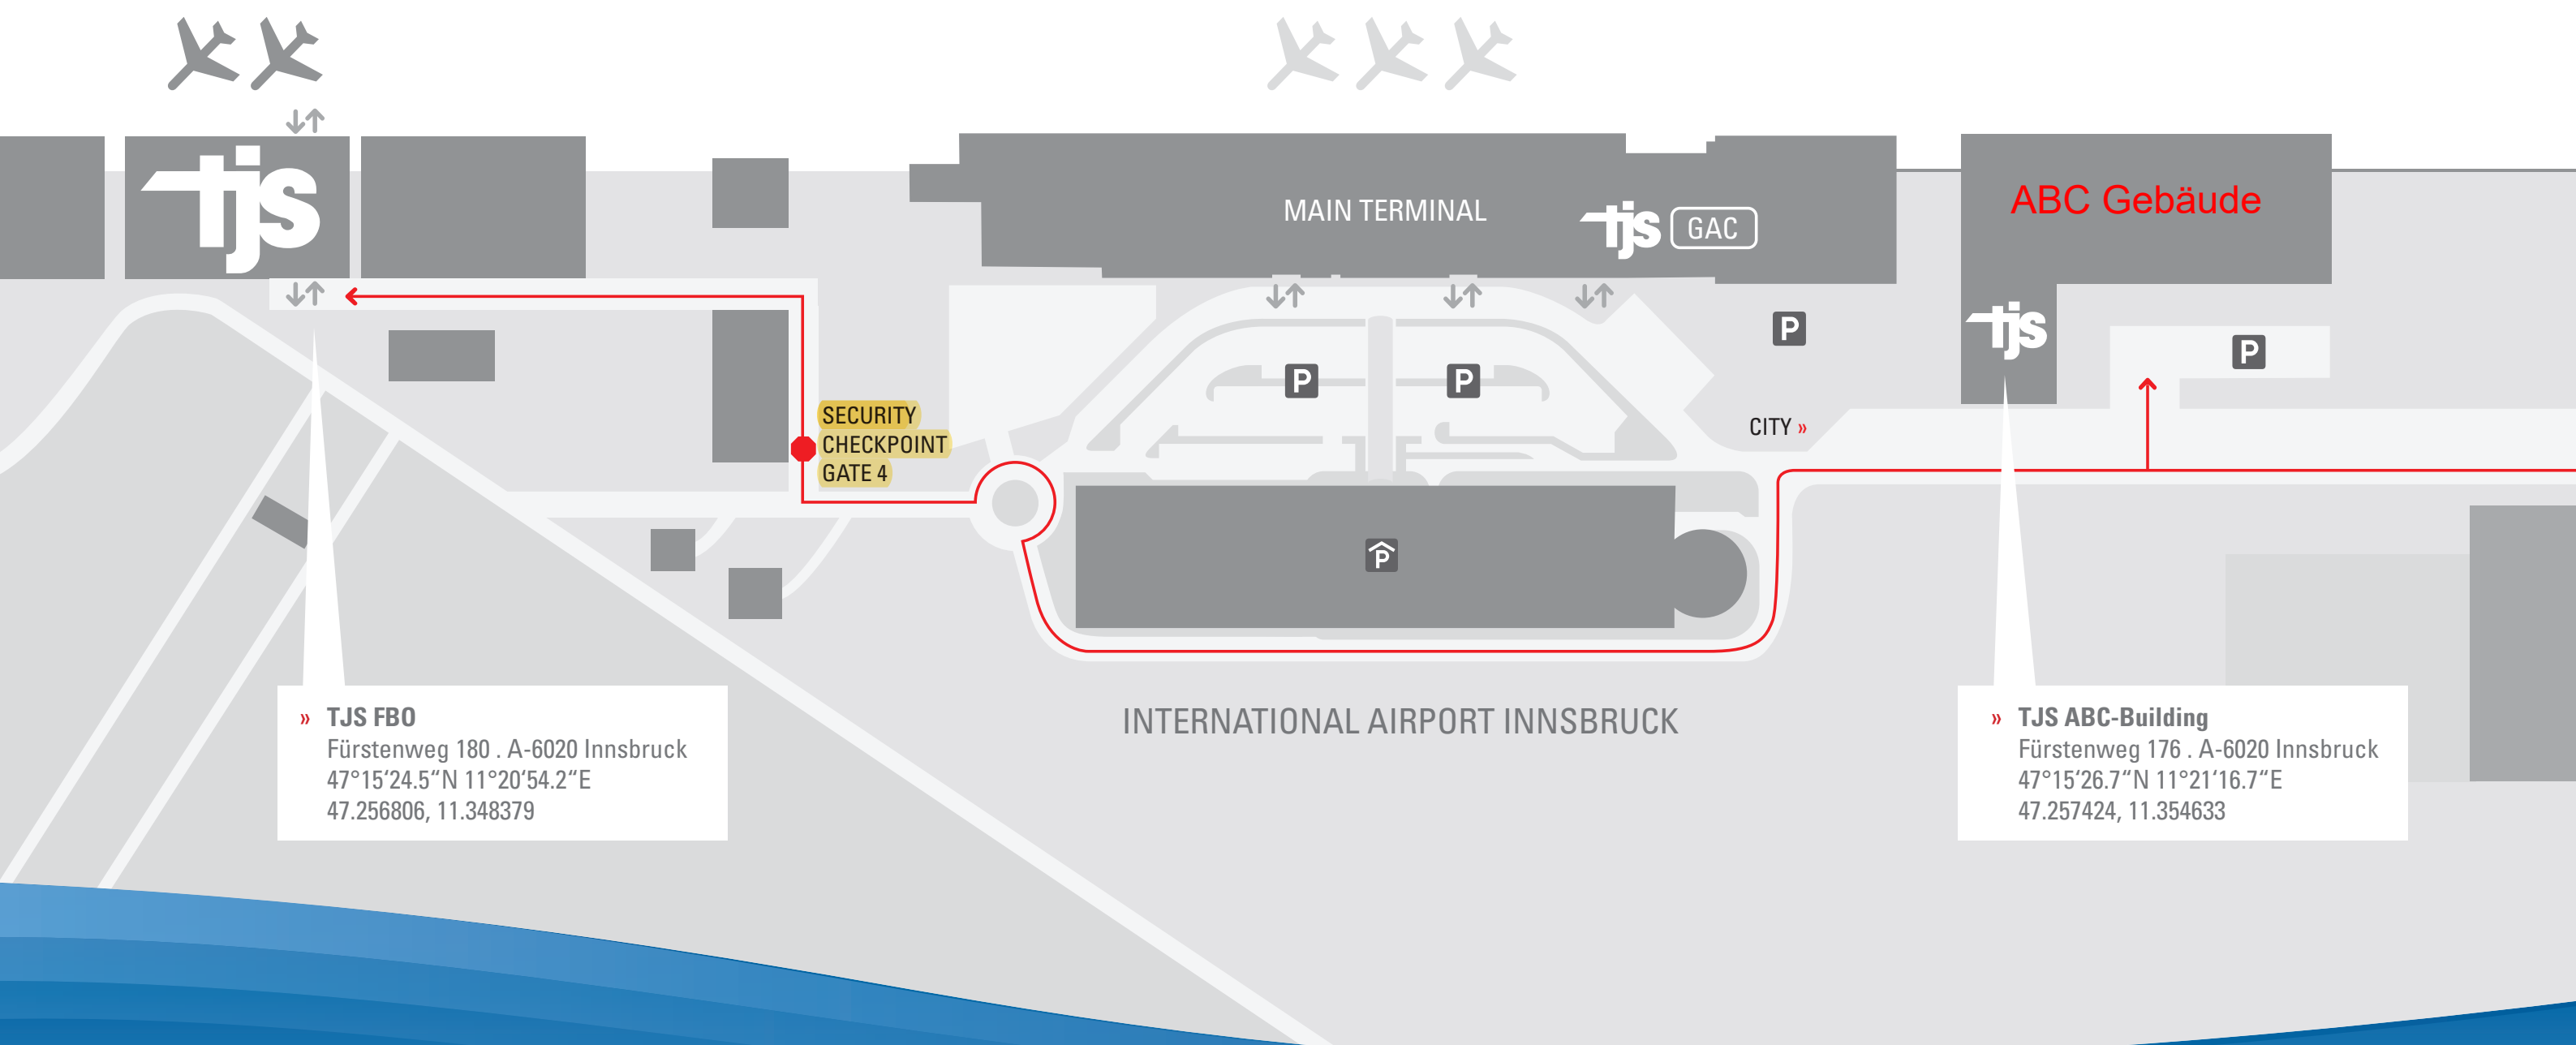 tjs
MAIN TERMINAL
tjs GAC
ABC Gebäude
P
tjs
P
P
P
SECURITY
CHECKPOINT
GATE 4
CITY »
P
» TJS FBO
Fürstenweg 180 . A-6020 Innsbruck
47°15‘24.5“N 11°20‘54.2“E
47.256806, 11.348379
INTERNATIONAL AIRPORT INNSBRUCK
» TJS ABC-Building
Fürstenweg 176 . A-6020 Innsbruck
47°15‘26.7“N 11°21‘16.7“E
47.257424, 11.354633